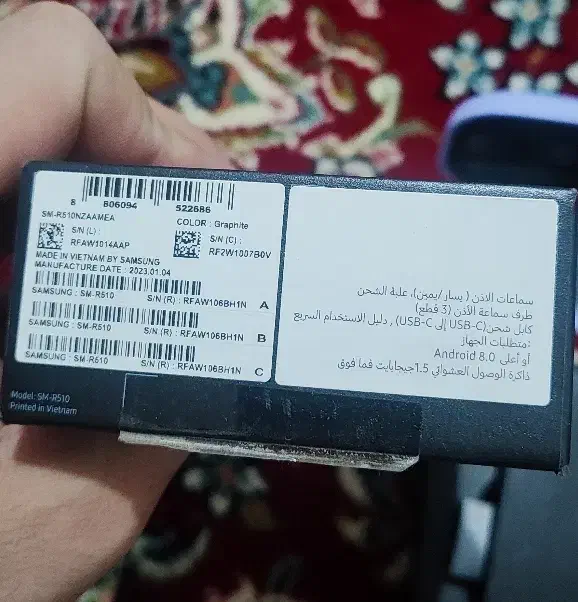 8 806094 522686
SM-R510NZAAMEA
COLOR : Graphite
S/N (L) :
RFAW1014AAP
S/N (C) :
RF2W1007B0V
MADE IN VIETNAM BY SAMSUNG
MANUFACTURE DATE : 2023.01.04
SAMSUNG : SM-R510 S/N (R) : RFAW106BH1N A
SAMSUNG : SM-R510 S/N (R) : RFAW106BH1N B
SAMSUNG : SM-R510 S/N (R) : RFAW106BH1N C
Model: SM-R510
Printed in Vietnam
سماعات الأذن ( يسار/يمين)، علبة الشحن
طرف سماعة الأذن (3 قطع)
كابل شحن(USB-C إلى USB-C) , دليل الاستخدام السريع
متطلبات الجهاز:
Android 8.0 أو أعلى
ذاكرة الوصول العشوائي 1.5جيجابايت فما فوق